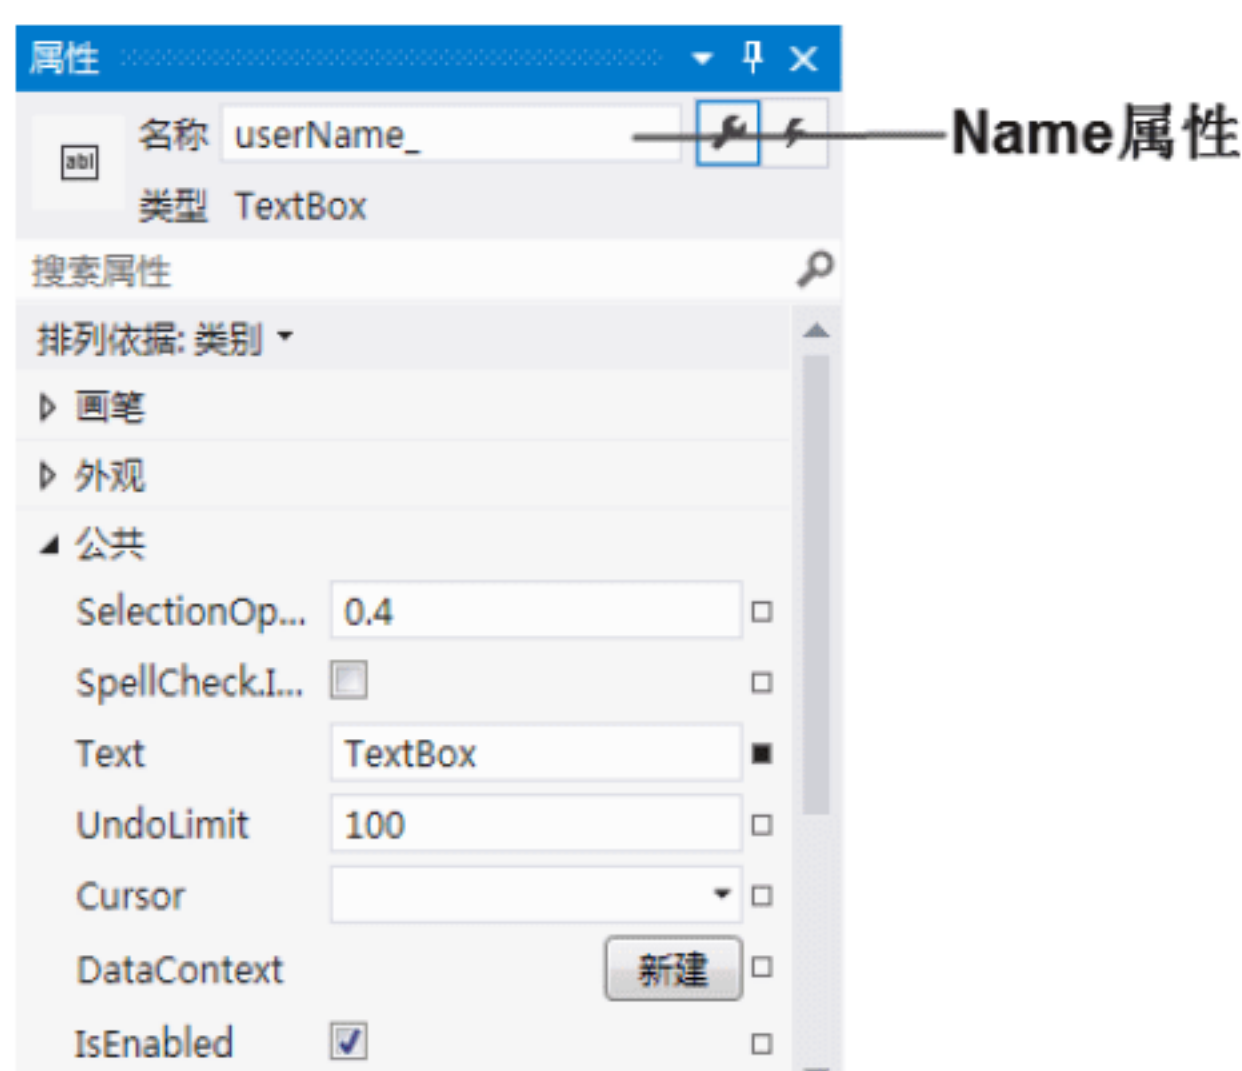 属性
名称 userName_
Name属性
abl
类型 TextBox
搜索属性
排列依据: 类别
画笔
外观
公共
SelectionOp... 0.4
SpellCheck.I...
Text TextBox
UndoLimit 100
Cursor
DataContext 新建
IsEnabled